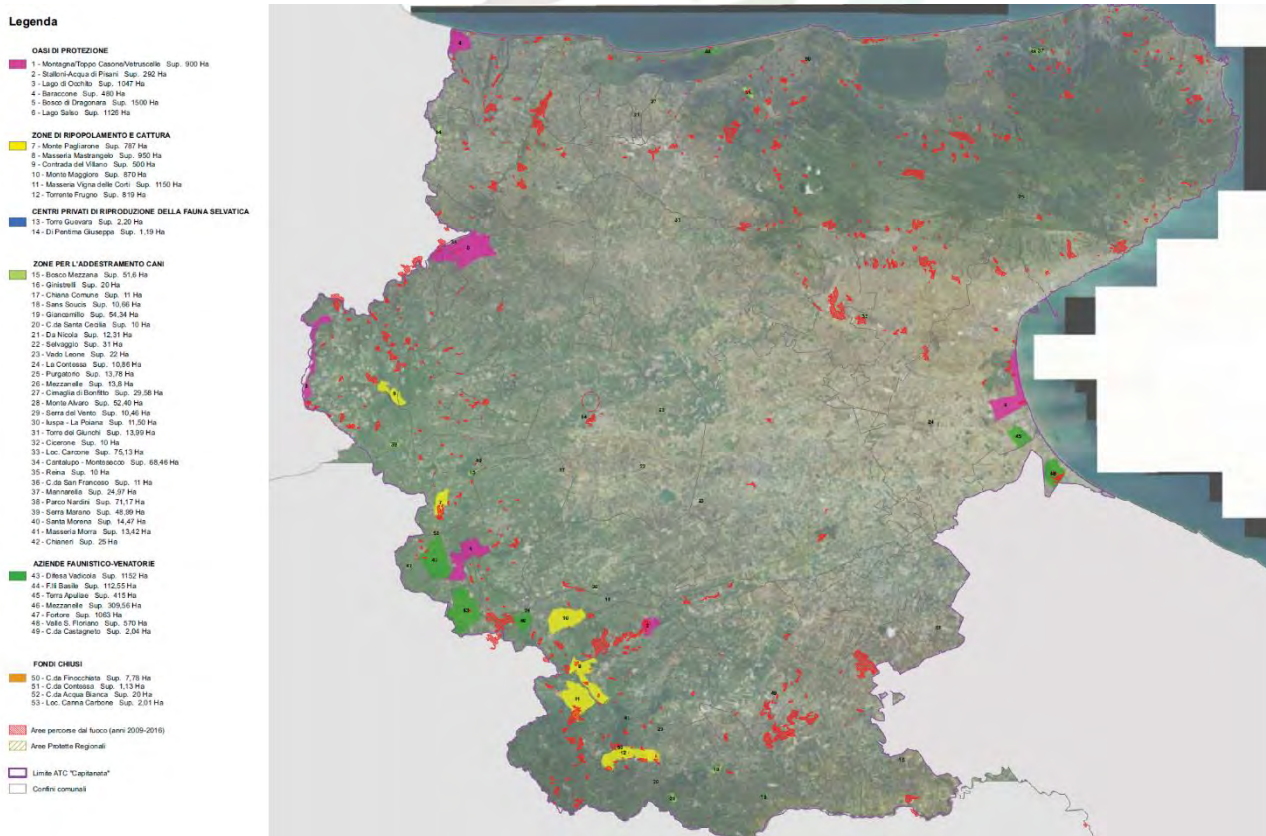 Legenda
OASI DI PROTEZIONE
1 - Montagna/Toppo Casone/Vetruscelle Sup. 900 Ha
2 - Stalloni-Acqua di Pisani Sup. 292 Ha
3 - Lago di Occhito Sup. 1047 Ha
4 - Baraccone Sup. 480 Ha
5 - Bosco di Dragonara Sup. 1500 Ha
6 - Lago Salso Sup. 1126 Ha
ZONE DI RIPOPOLAMENTO E CATTURA
7 - Monte Pagliarone Sup. 787 Ha
8 - Masseria Mastrangelo Sup. 950 Ha
9 - Contrada del Villano Sup. 500 Ha
10 - Monte Maggiore Sup. 870 Ha
11 - Masseria Vigna delle Corti Sup. 1150 Ha
12 - Torrente Frugno Sup. 819 Ha
CENTRI PRIVATI DI RIPRODUZIONE DELLA FAUNA SELVATICA
13 - Torre Guevara Sup. 2,20 Ha
14 - Di Pentima Giuseppa Sup. 1,19 Ha
ZONE PER L'ADDESTRAMENTO CANI
15 - Bosco Mezzana Sup. 51,6 Ha
16 - Ginistrelli Sup. 20 Ha
17 - Chiana Comune Sup. 11 Ha
18 - Sans Soucis Sup. 10,66 Ha
19 - Giancamillo Sup. 54,34 Ha
20 - C.da Santa Cecilia Sup. 10 Ha
21 - Da Nicola Sup. 12,31 Ha
22 - Selvaggio Sup. 31 Ha
23 - Vado Leone Sup. 22 Ha
24 - La Contessa Sup. 10,86 Ha
25 - Purgatorio Sup. 13,78 Ha
26 - Mezzanelle Sup. 13,8 Ha
27 - Cimaglia di Bonfitto Sup. 29,58 Ha
28 - Monte Alvaro Sup. 52,40 Ha
29 - Serra del Vento Sup. 10,46 Ha
30 - Iuspa - La Poiana Sup. 11,50 Ha
31 - Torre dei Giunchi Sup. 13,99 Ha
32 - Cicerone Sup. 10 Ha
33 - Loc. Carcone Sup. 75,13 Ha
34 - Cantalupo - Montesecco Sup. 68,46 Ha
35 - Reina Sup. 10 Ha
36 - C.da San Francesco Sup. 11 Ha
37 - Mannarella Sup. 24,97 Ha
38 - Parco Nardini Sup. 71,17 Ha
39 - Serra Marano Sup. 48,99 Ha
40 - Santa Morena Sup. 14,47 Ha
41 - Masseria Morra Sup. 13,42 Ha
42 - Chianeri Sup. 25 Ha
AZIENDE FAUNISTICO-VENATORIE
43 - Difesa Vadicola Sup. 1152 Ha
44 - F.lli Basile Sup. 112,55 Ha
45 - Terra Apuliae Sup. 415 Ha
46 - Mezzanelle Sup. 309,56 Ha
47 - Fortore Sup. 1063 Ha
48 - Valle S. Floriano Sup. 570 Ha
49 - C.da Castagneto Sup. 2,04 Ha
FONDI CHIUSI
50 - C.da Finocchieta Sup. 7,78 Ha
51 - C.da Contessa Sup. 1,13 Ha
52 - C.da Acqua Bianca Sup. 20 Ha
53 - Loc. Canna Carbone Sup. 2,01 Ha
Aree percorse dal fuoco (anni 2009-2016)
Aree Protette Regionali
Limite ATC "Capitanata"
Confini comunali